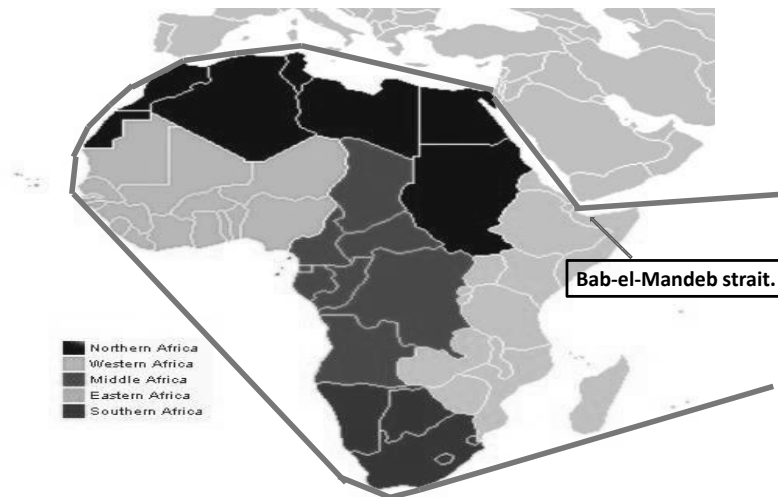 Bab-el-Mandeb strait.
Northern Africa
Western Africa
Middle Africa
Eastern Africa
Southern Africa